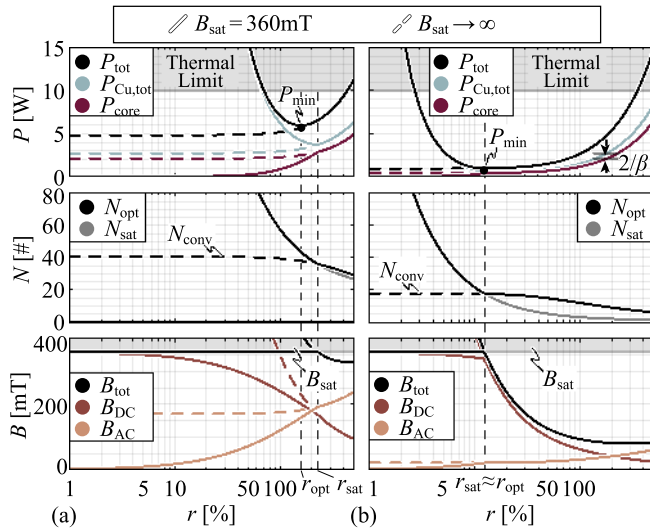 B_sat = 360mT B_sat → ∞
P [W]
15
10
5
0
P_tot
P_Cu,tot
P_core
Thermal Limit
P_min
P_tot
P_Cu,tot
P_core
Thermal Limit
P_min
2/β
N [#]
80
60
40
20
0
N_opt
N_sat
N_conv
N_opt
N_sat
N_conv
B [mT]
400
200
0
B_tot
B_DC
B_AC
B_sat
B_tot
B_DC
B_AC
B_sat
1 5 10 50 100
r_opt r_sat
1 5 10 50 100
r_sat≈r_opt
(a) r [%]
(b) r [%]